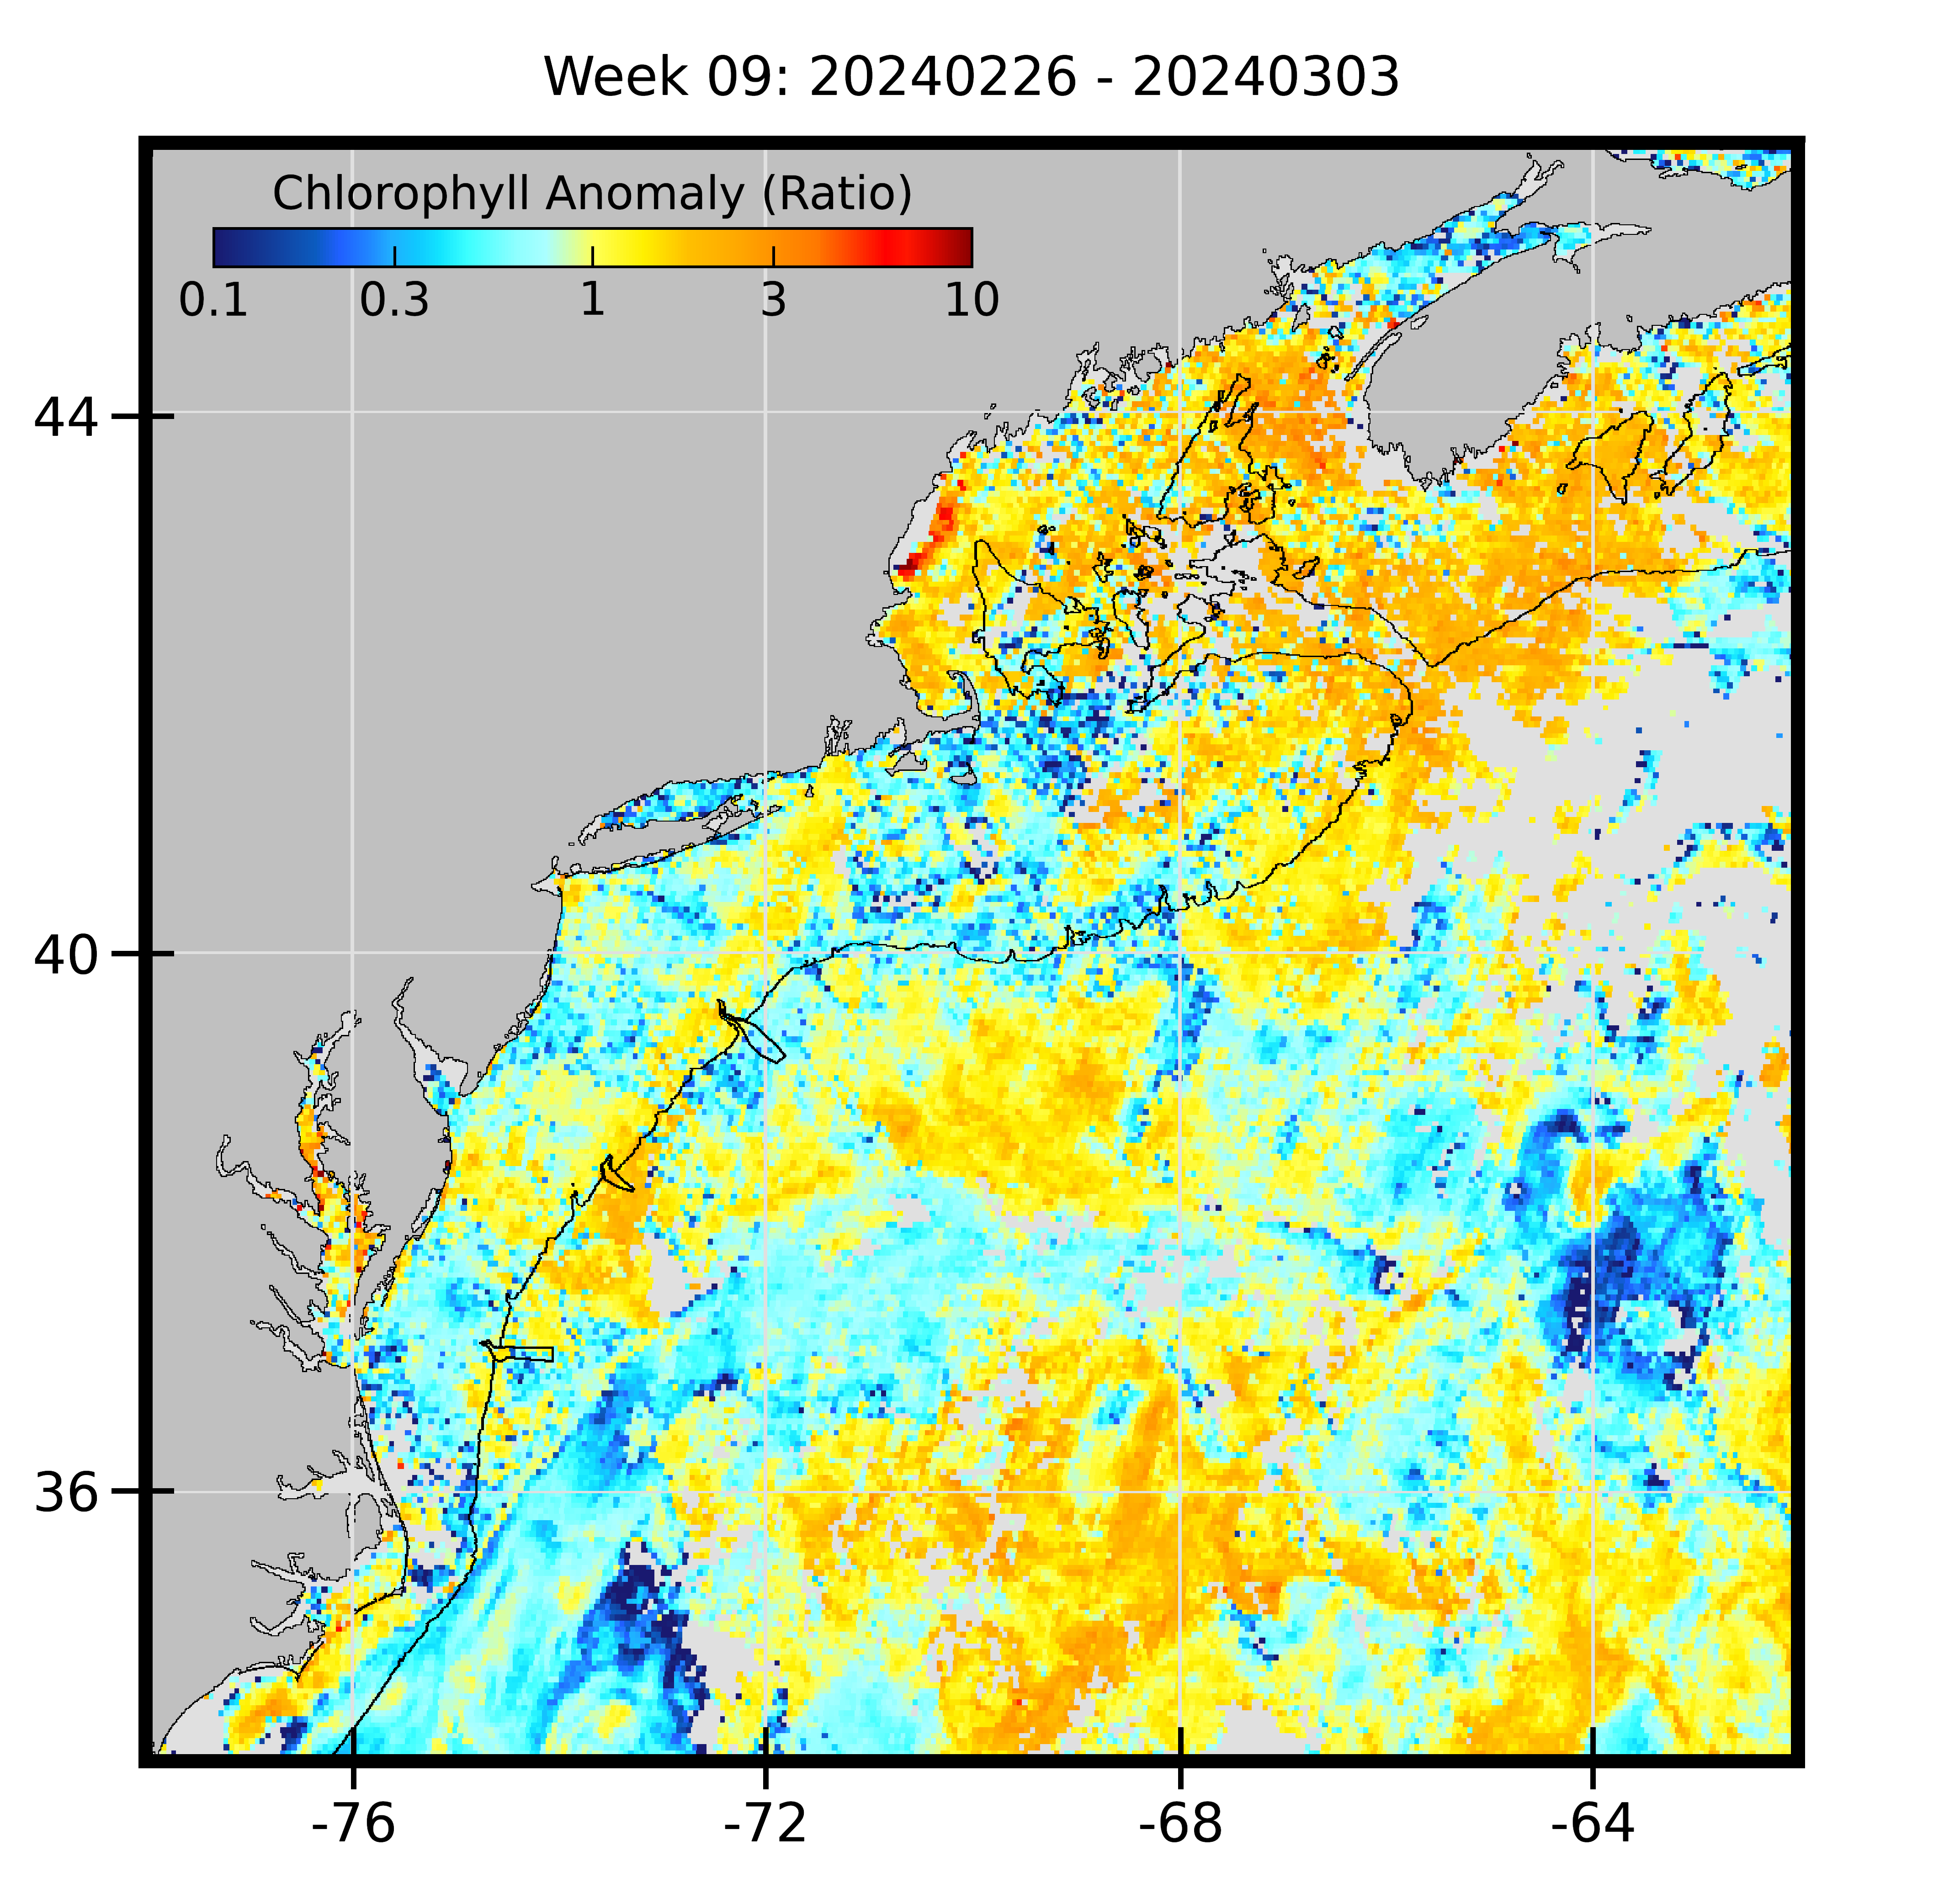 Week 09: 20240226 - 20240303
Chlorophyll Anomaly (Ratio)
0.1 0.3 1 3 10
44
40
36
-76 -72 -68 -64